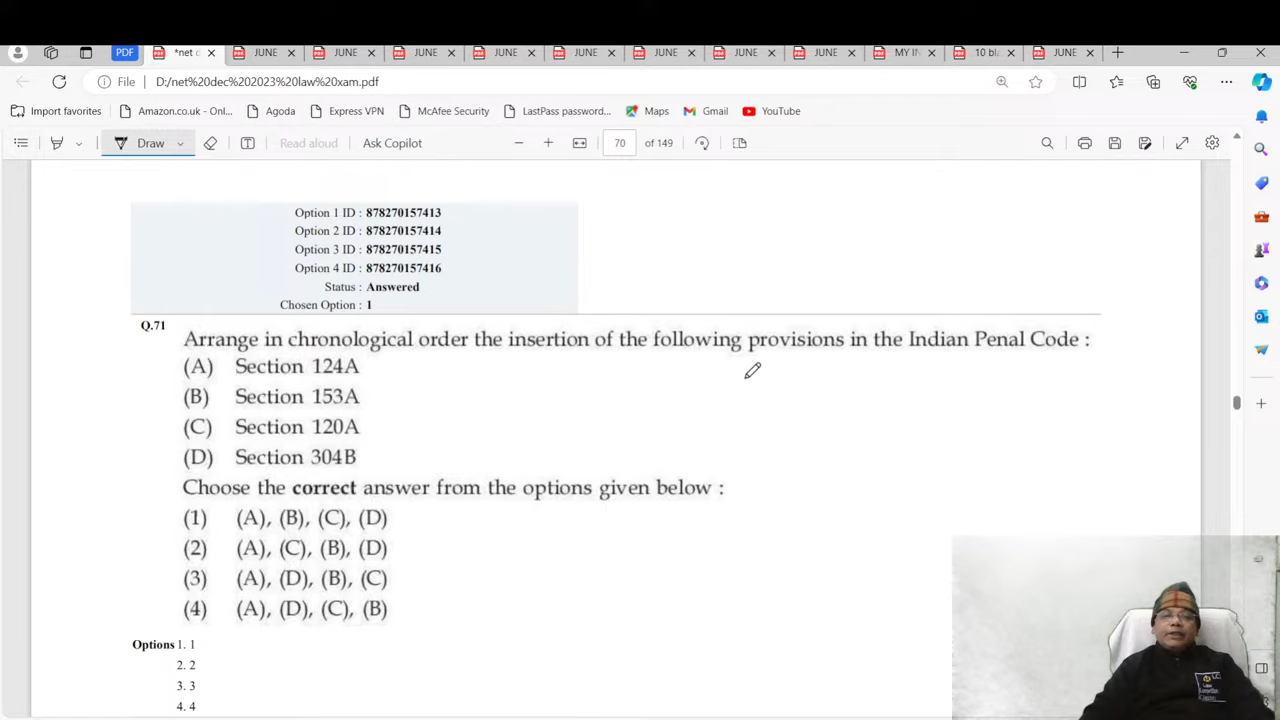 PDF
*net d
JUNE
JUNE
JUNE
JUNE
JUNE
JUNE
JUNE
JUNE
MY IN
10 bl
JUNE
File
D:/net%20dec%202023%20law%20xam.pdf
Import favorites
Amazon.co.uk - Onl...
Agoda
Express VPN
McAfee Security
LastPass password...
Maps
Gmail
YouTube
Draw
Read aloud
Ask Copilot
70
of 149
Option 1 ID : 878270157413
Option 2 ID : 878270157414
Option 3 ID : 878270157415
Option 4 ID : 878270157416
Status : Answered
Chosen Option : 1
Q.71
Arrange in chronological order the insertion of the following provisions in the Indian Penal Code :
(A) Section 124A
(B) Section 153A
(C) Section 120A
(D) Section 304B
Choose the correct answer from the options given below :
(1) (A), (B), (C), (D)
(2) (A), (C), (B), (D)
(3) (A), (D), (B), (C)
(4) (A), (D), (C), (B)
Options 1. 1
2. 2
3. 3
4. 4
LC